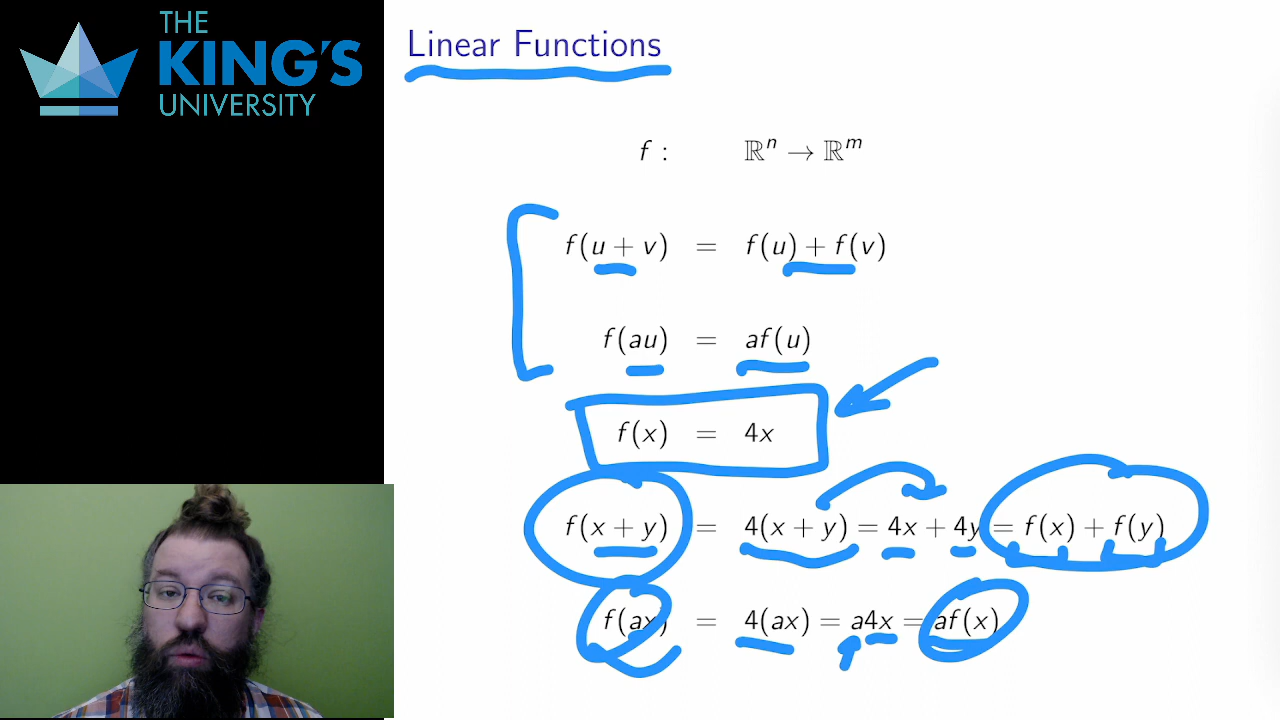 THE
KING'S
UNIVERSITY
Linear Functions
f : ℝⁿ → ℝᵐ
f(u + v) = f(u) + f(v)
f(au) = af(u)
f(x) = 4x
f(x + y) = 4(x + y) = 4x + 4y = f(x) + f(y)
f(ax) = 4(ax) = a4x = af(x)